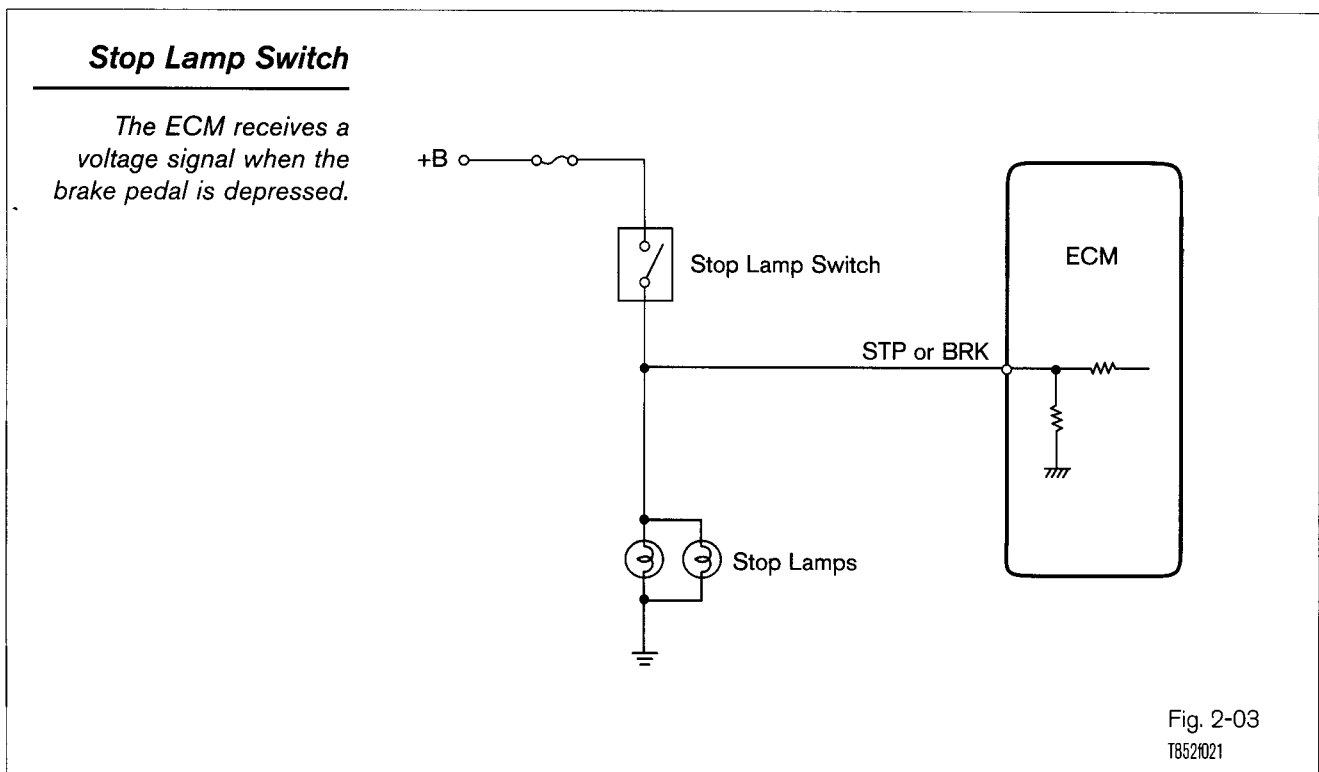 Stop Lamp Switch
The ECM receives a
voltage signal when the
brake pedal is depressed.
+B
Stop Lamp Switch
ECM
STP or BRK
Stop Lamps
Fig. 2-03
T852f021